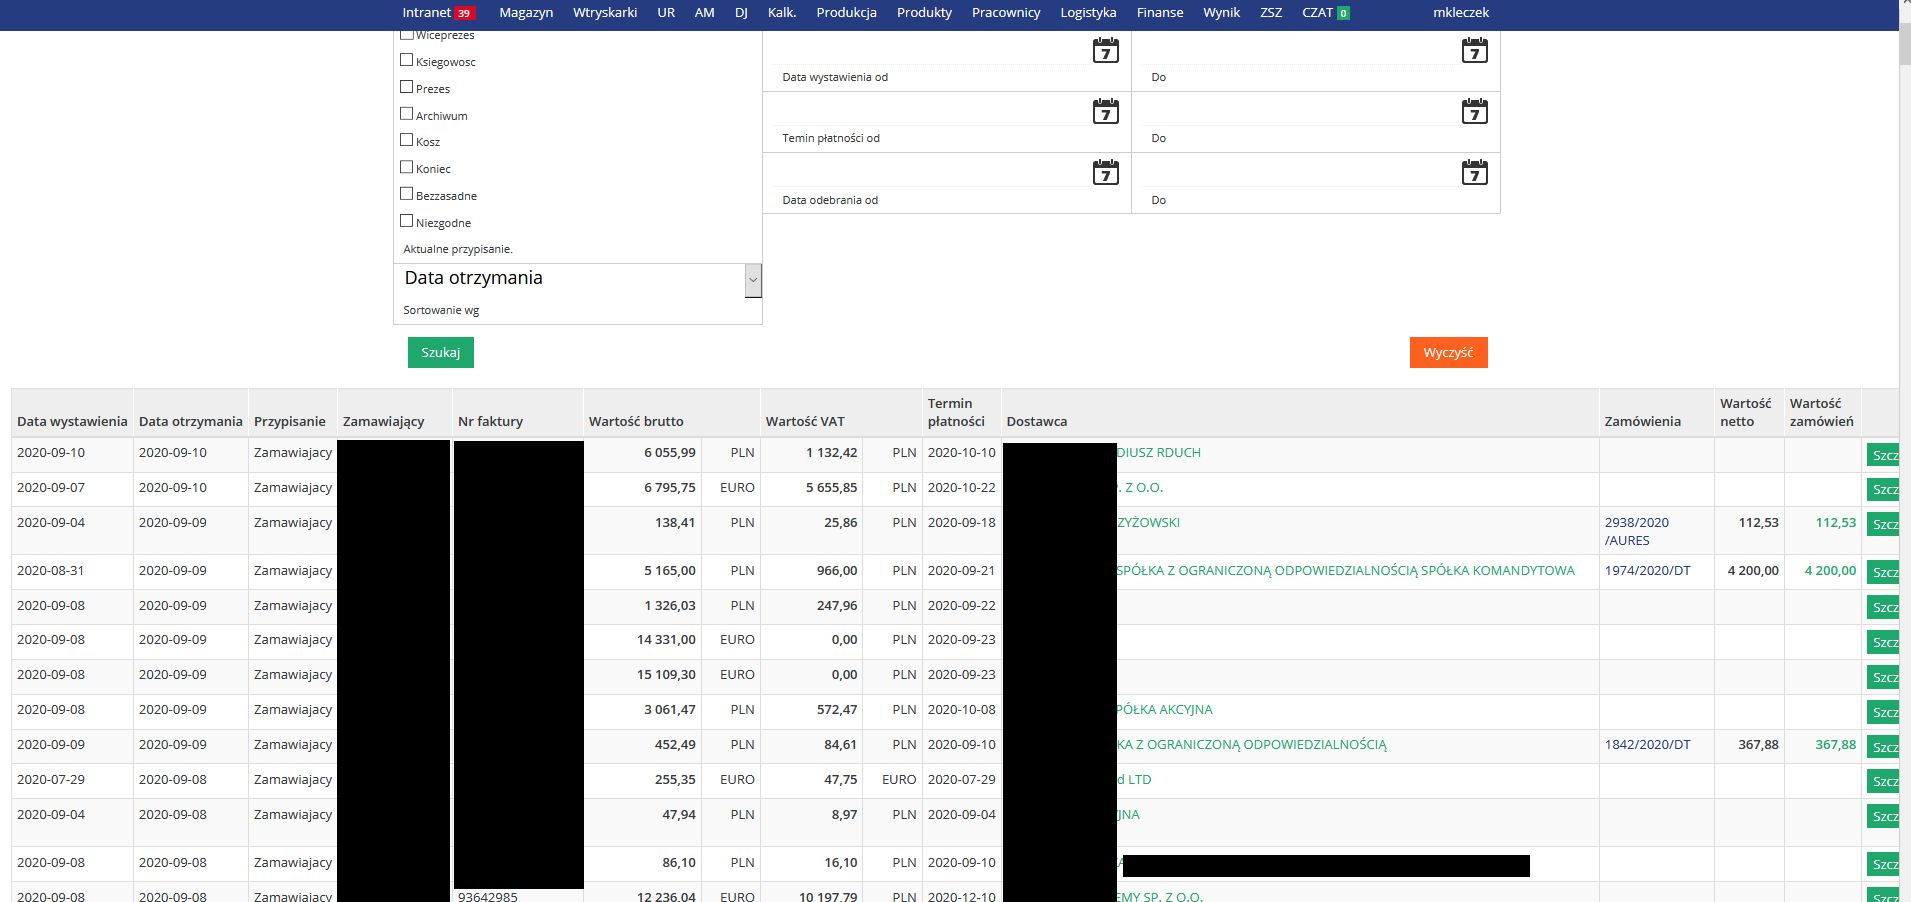 Intranet 39 Magazyn Wtryskarki UR AM DJ Kalk. Produkcja Produkty Pracownicy Logistyka Finanse Wynik ZSZ CZAT 0 mkleczek
Wiceprezes
Ksiegowosc
Prezes
Archiwum
Kosz
Koniec
Bezzasadne
Niezgodne
Aktualne przypisanie.
Data otrzymania
Sortowanie wg
7 7
Data wystawienia od Do
7 7
Temin płatności od Do
7 7
Data odebrania od Do
Szukaj Wyczyść
Data wystawienia Data otrzymania Przypisanie Zamawiający Nr faktury Wartość brutto Wartość VAT Termin płatności Dostawca Zamówienia Wartość netto Wartość zamówień
2020-09-10 2020-09-10 Zamawiajacy 6 055,99 PLN 1 132,42 PLN 2020-10-10 DIUSZ RDUCH Szcz
2020-09-07 2020-09-10 Zamawiajacy 6 795,75 EURO 5 655,85 PLN 2020-10-22 . Z O.O. Szcz
2020-09-04 2020-09-09 Zamawiajacy 138,41 PLN 25,86 PLN 2020-09-18 ZYŻOWSKI 2938/2020 112,53 112,53 Szcz
/AURES
2020-08-31 2020-09-09 Zamawiajacy 5 165,00 PLN 966,00 PLN 2020-09-21 SPÓŁKA Z OGRANICZONĄ ODPOWIEDZIALNOŚCIĄ SPÓŁKA KOMANDYTOWA 1974/2020/DT 4 200,00 4 200,00 Szcz
2020-09-08 2020-09-09 Zamawiajacy 1 326,03 PLN 247,96 PLN 2020-09-22 Szcz
2020-09-08 2020-09-09 Zamawiajacy 14 331,00 EURO 0,00 PLN 2020-09-23 Szcz
2020-09-08 2020-09-09 Zamawiajacy 15 109,30 EURO 0,00 PLN 2020-09-23 Szcz
2020-09-08 2020-09-09 Zamawiajacy 3 061,47 PLN 572,47 PLN 2020-10-08 PÓŁKA AKCYJNA Szcz
2020-09-09 2020-09-09 Zamawiajacy 452,49 PLN 84,61 PLN 2020-09-10 KA Z OGRANICZONĄ ODPOWIEDZIALNOŚCIĄ 1842/2020/DT 367,88 367,88 Szcz
2020-07-29 2020-09-08 Zamawiajacy 255,35 EURO 47,75 EURO 2020-07-29 d LTD Szcz
2020-09-04 2020-09-08 Zamawiajacy 47,94 PLN 8,97 PLN 2020-09-04 JNA Szcz
2020-09-08 2020-09-08 Zamawiajacy 86,10 PLN 16,10 PLN 2020-09-10 Szcz
2020-09-08 2020-09-08 Zamawiajacy 93642985 12 236,04 EURO 10 197,79 PLN 2020-12-10 EMY SP. Z O.O. Szcz